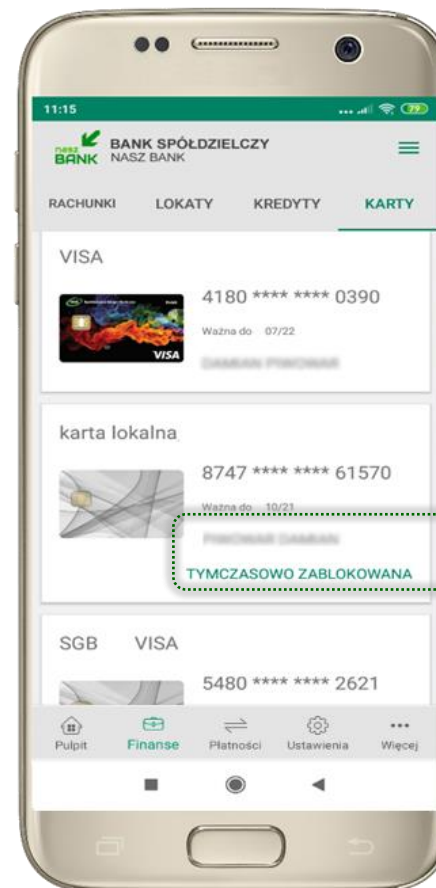 11:15
79
nasz BANK
BANK SPÓŁDZIELCZY
NASZ BANK
RACHUNKI LOKATY KREDYTY KARTY
VISA
4180 **** **** 0390
Ważna do 07/22
VISA
karta lokalna
8747 **** **** 61570
Ważna do 10/21
TYMCZASOWO ZABLOKOWANA
SGB VISA
5480 **** **** 2621
Pulpit Finanse Płatności Ustawienia Więcej